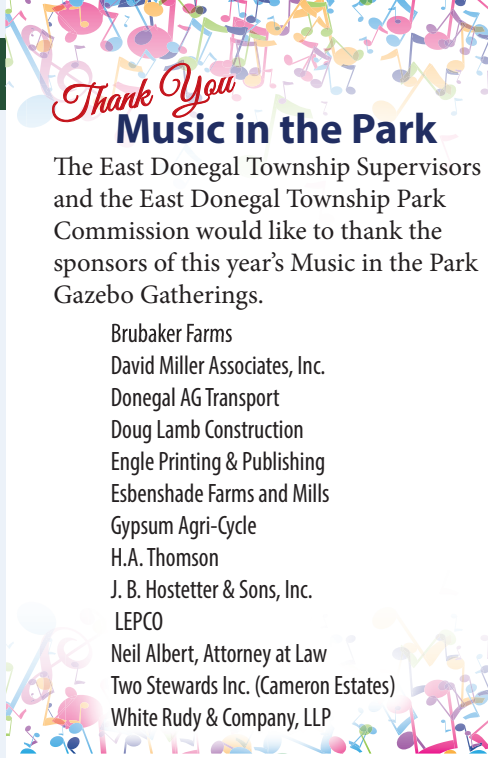 Thank You
Music in the Park
The East Donegal Township Supervisors
and the East Donegal Township Park
Commission would like to thank the
sponsors of this year’s Music in the Park
Gazebo Gatherings.
Brubaker Farms
David Miller Associates, Inc.
Donegal AG Transport
Doug Lamb Construction
Engle Printing & Publishing
Esbenshade Farms and Mills
Gypsum Agri-Cycle
H.A. Thomson
J. B. Hostetter & Sons, Inc.
LEPCO
Neil Albert, Attorney at Law
Two Stewards Inc. (Cameron Estates)
White Rudy & Company, LLP